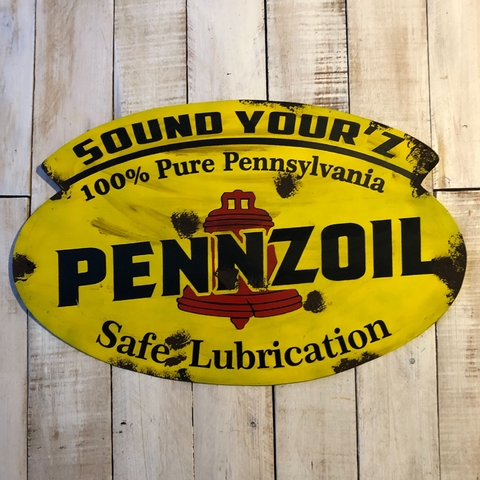 SOUND YOUR'Z
100% Pure Pennsylvania
PENNZOIL
Safe Lubrication